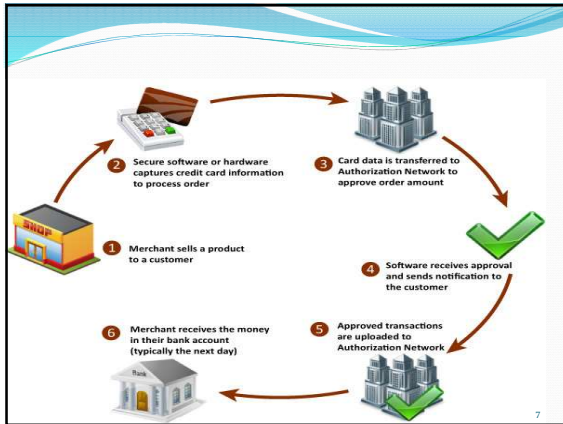 2
Secure software or hardware
captures credit card information
to process order
3
Card data is transferred to
Authorization Network to
approve order amount
SHOP
1
Merchant sells a product
to a customer
4
Software receives approval
and sends notification to
the customer
6
Merchant receives the money
in their bank account
(typically the next day)
5
Approved transactions
are uploaded to
Authorization Network
Bank
7